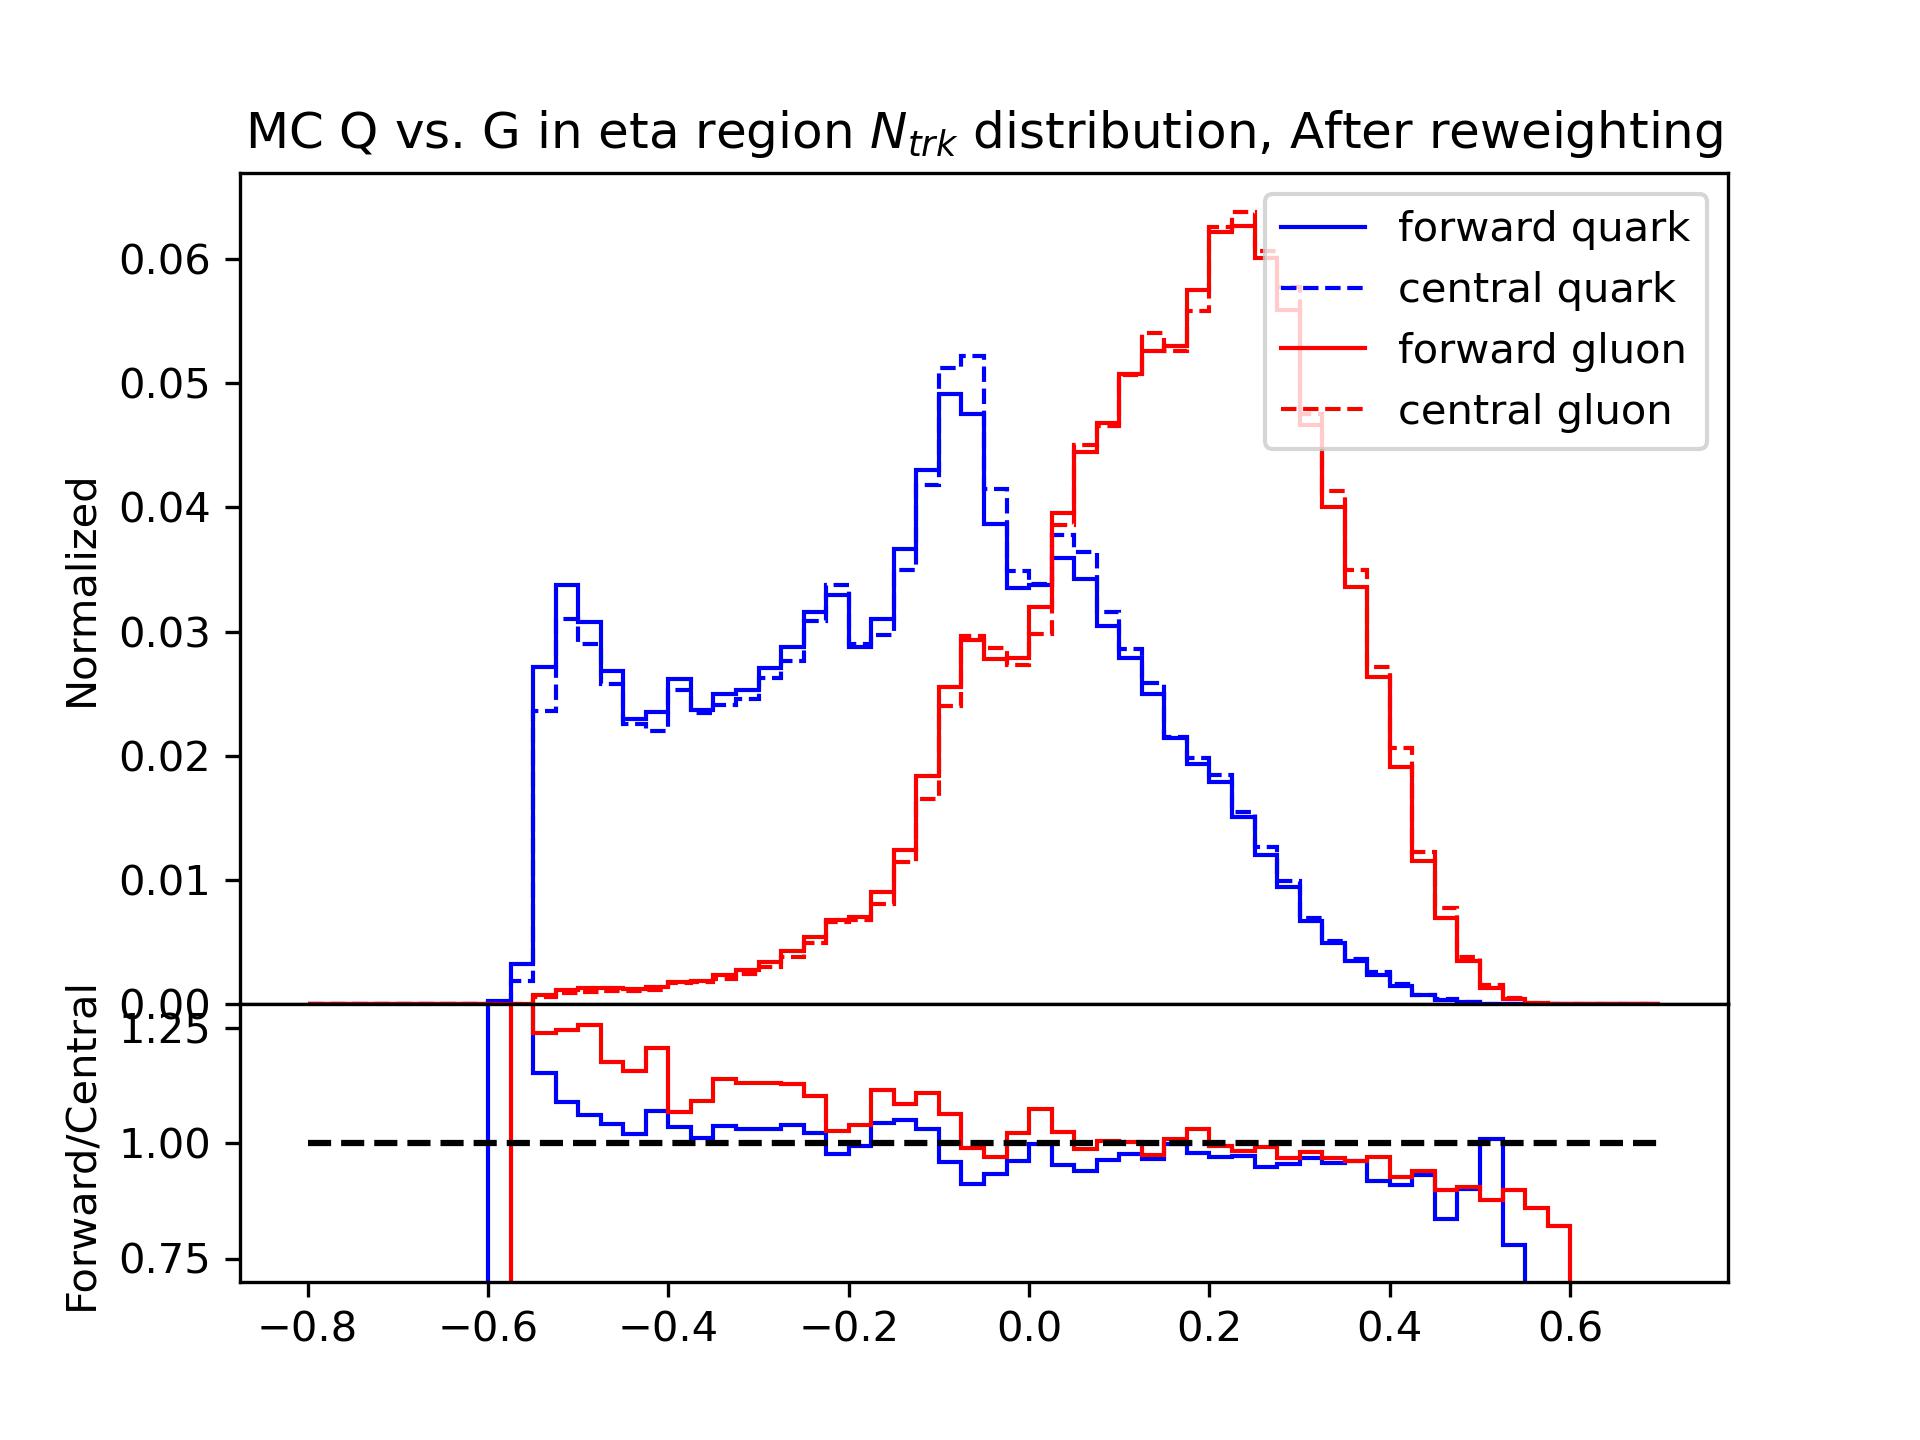 MC Q vs. G in eta region N_trk distribution, After reweighting
forward quark
central quark
forward gluon
central gluon
Normalized
0.06
0.05
0.04
0.03
0.02
0.01
0.00
Forward/Central
1.25
1.00
0.75
−0.8 −0.6 −0.4 −0.2 0.0 0.2 0.4 0.6